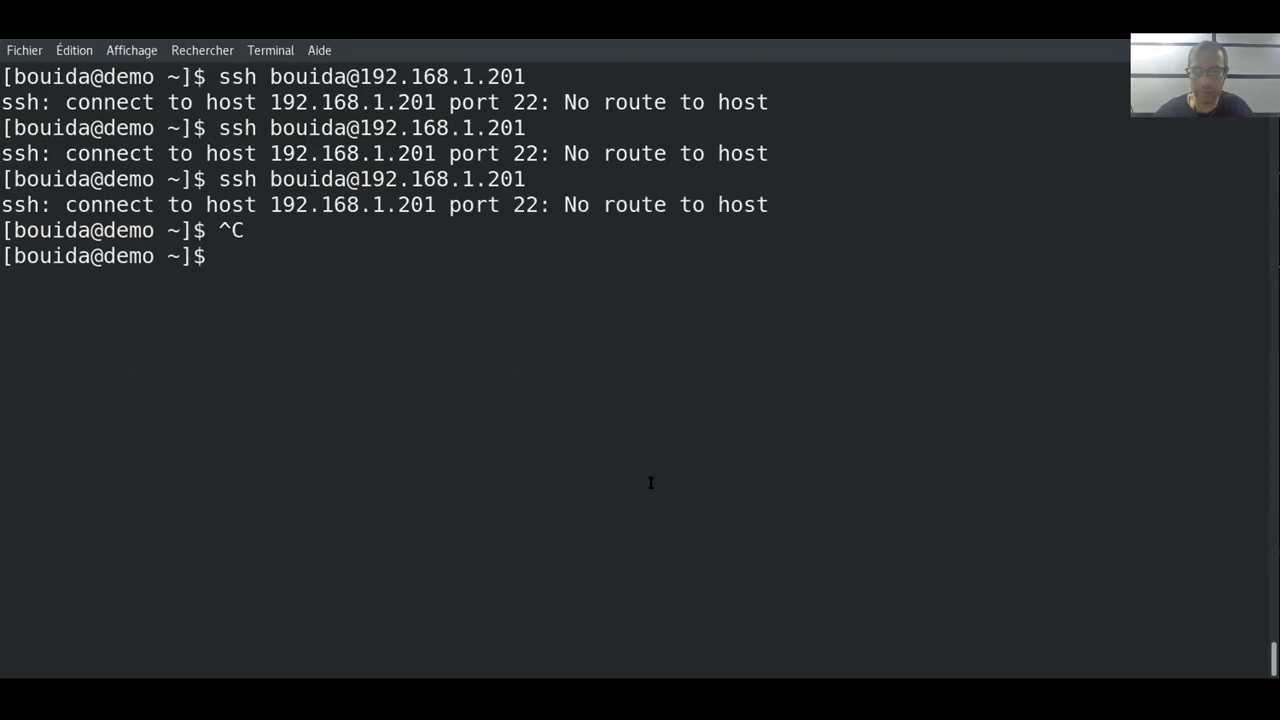 Fichier Édition Affichage Rechercher Terminal Aide
[bouida@demo ~]$ ssh bouida@192.168.1.201
ssh: connect to host 192.168.1.201 port 22: No route to host
[bouida@demo ~]$ ssh bouida@192.168.1.201
ssh: connect to host 192.168.1.201 port 22: No route to host
[bouida@demo ~]$ ssh bouida@192.168.1.201
ssh: connect to host 192.168.1.201 port 22: No route to host
[bouida@demo ~]$ ^C
[bouida@demo ~]$